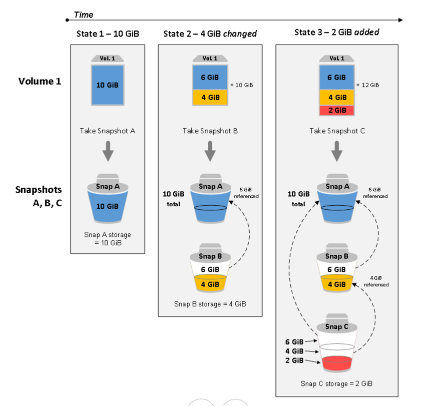 Time
State 1 – 10 GiB
State 2 – 4 GiB changed
State 3 – 2 GiB added
Volume 1
Vol. 1
10 GiB
Vol. 1
6 GiB
4 GiB
= 10 GiB
Vol. 1
6 GiB
4 GiB
2 GiB
= 12 GiB
Take Snapshot A
Take Snapshot B
Take Snapshot C
Snapshots
A, B, C
Snap A
10 GiB
Snap A storage
= 10 GiB
10 GiB
total
Snap A
6 GiB
referenced
Snap B
6 GiB
4 GiB
Snap B storage = 4 GiB
10 GiB
total
Snap A
6 GiB
referenced
Snap B
6 GiB
4 GiB
4 GiB
referenced
Snap C
6 GiB
4 GiB
2 GiB
Snap C storage = 2 GiB